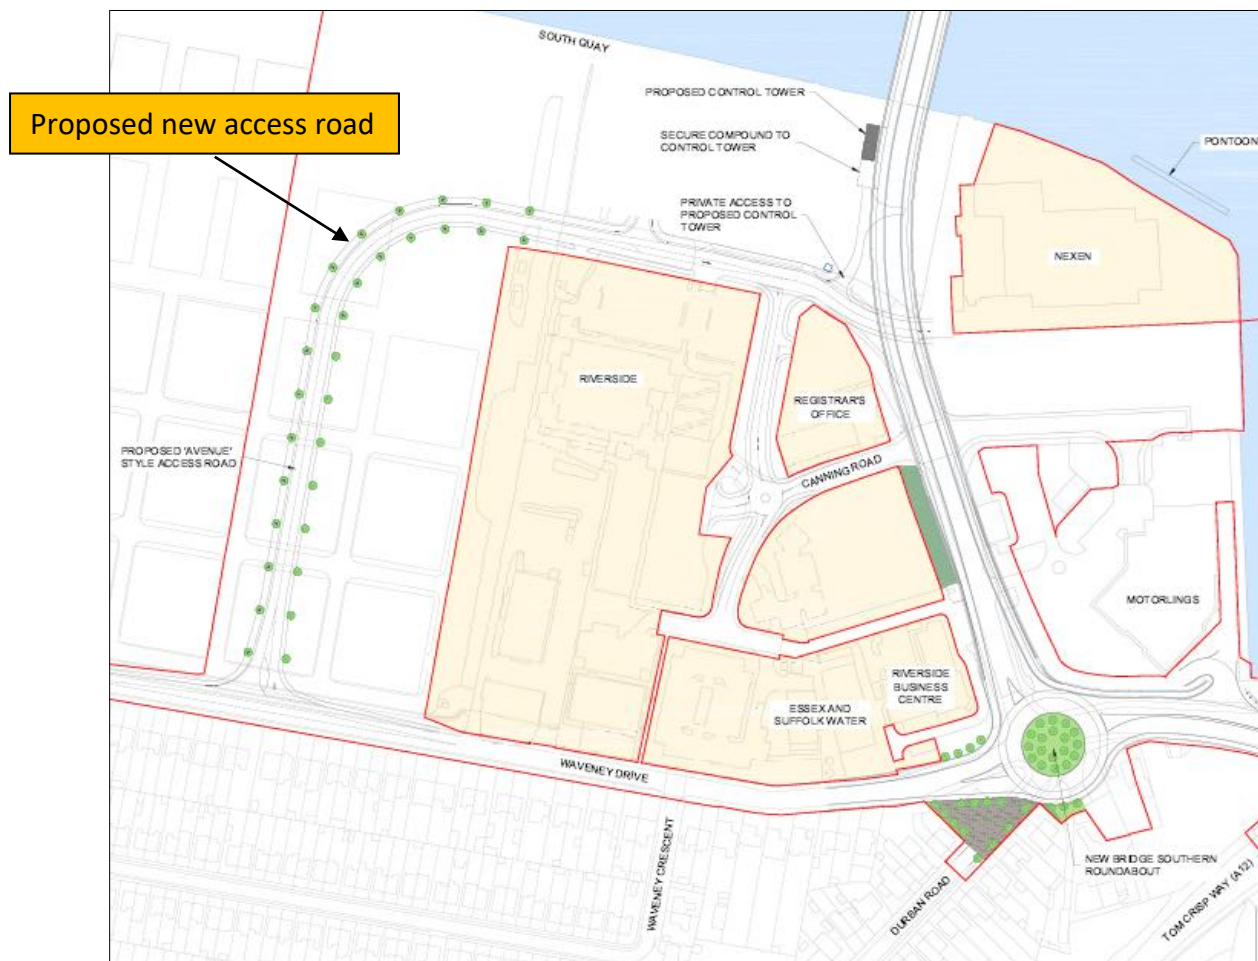 SOUTH QUAY
PROPOSED CONTROL TOWER
Proposed new access road
SECURE COMPOUND TO
CONTROL TOWER
PONTOON
PRIVATE ACCESS TO
PROPOSED CONTROL
TOWER
NEXEN
RIVERSIDE
REGISTRAR'S
OFFICE
PROPOSED 'AVENUE'
STYLE ACCESS ROAD
CANNING ROAD
MOTORLINGS
RIVERSIDE
BUSINESS
CENTRE
ESSEX AND
SUFFOLK WATER
WAVENEY DRIVE
WAVENEY CRESCENT
NEW BRIDGE SOUTHERN
ROUNDABOUT
DURBAN ROAD
TOM CRISP WAY (A12)